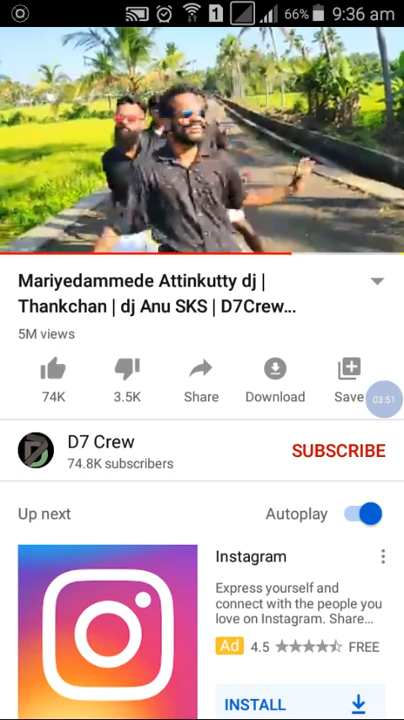 1
66%
9:36 am
Mariyedammede Attinkutty dj |
Thankchan | dj Anu SKS | D7Crew...
5M views
74K
3.5K
Share
Download
Save
03:51
D7 Crew
74.8K subscribers
SUBSCRIBE
Up next
Autoplay
Instagram
Express yourself and
connect with the people you
love on Instagram. Share...
Ad 4.5 FREE
INSTALL